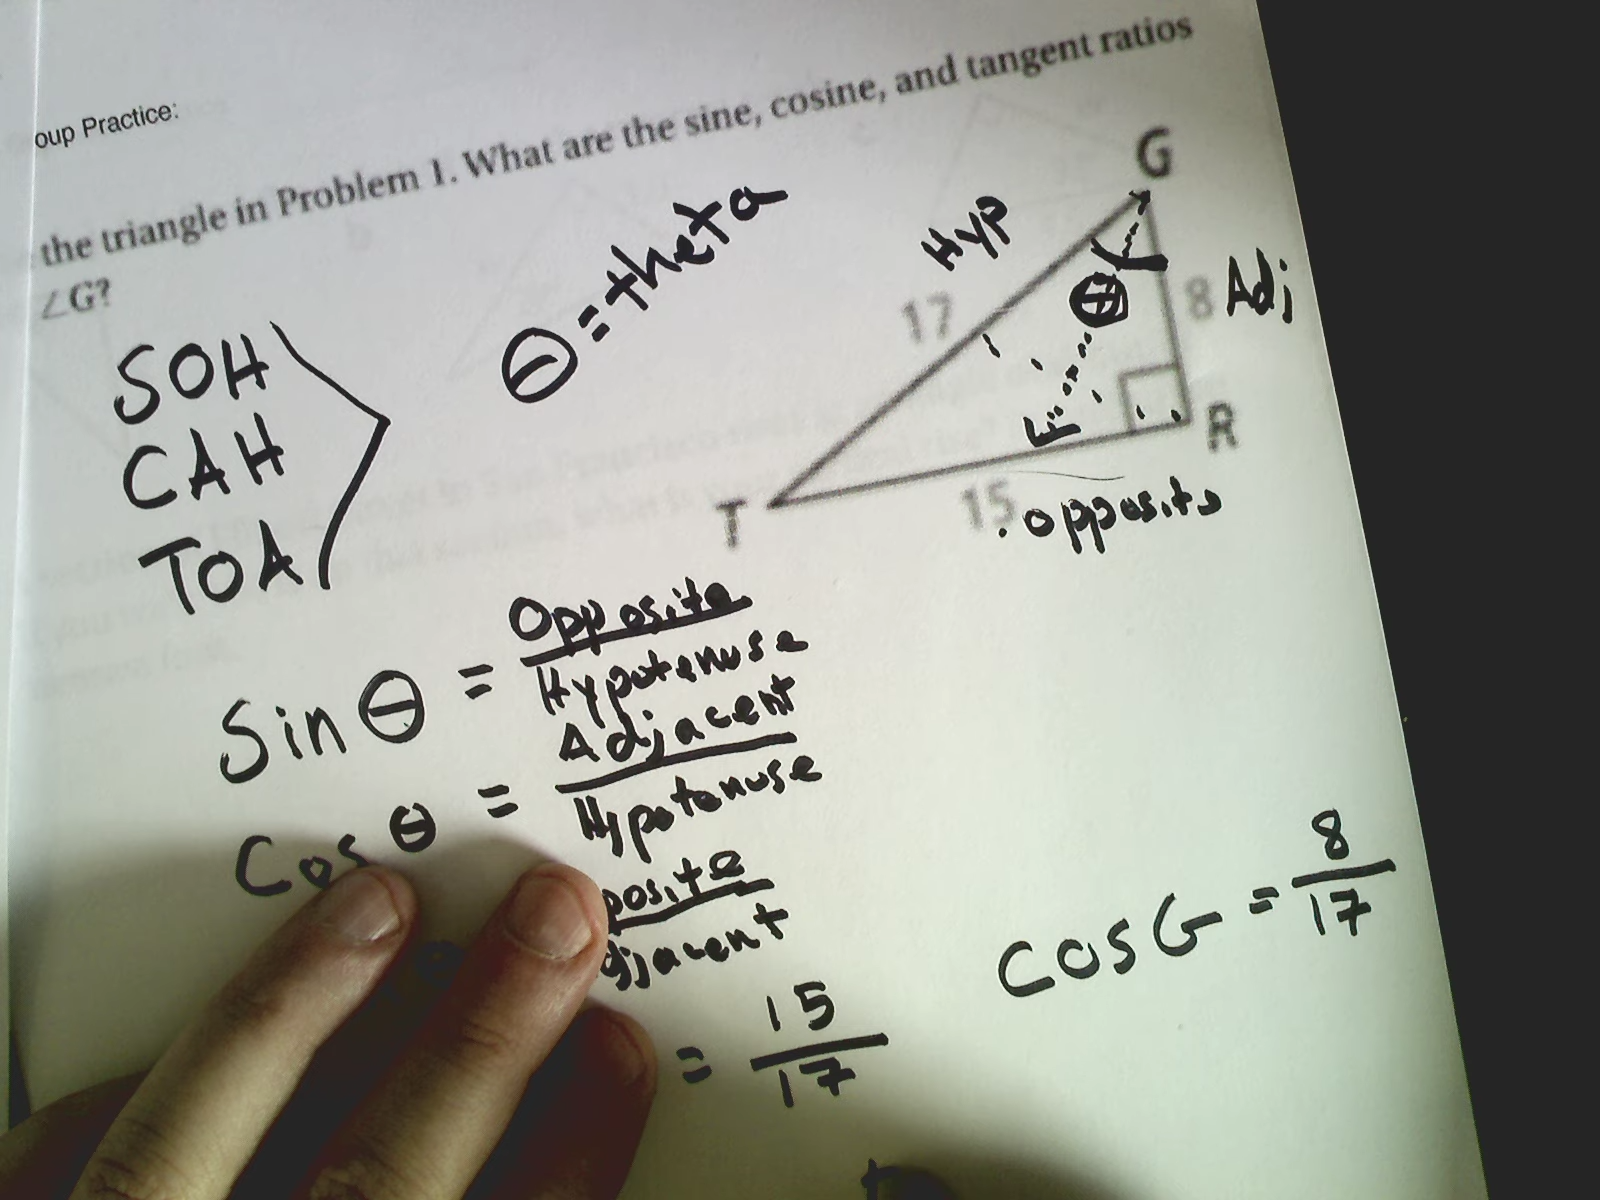 oup Practice:
the triangle in Problem 1. What are the sine, cosine, and tangent ratios
∠G?
SOH
CAH
TOA
θ = theta
G
Hyp
17
θ
8 Adj
R
T
15 opposite
Sin θ = Opposite
Hypotenuse
Cos θ = Adjacent
Hypotenuse
posite
djacent
= 15
17
Cos G = 8
17